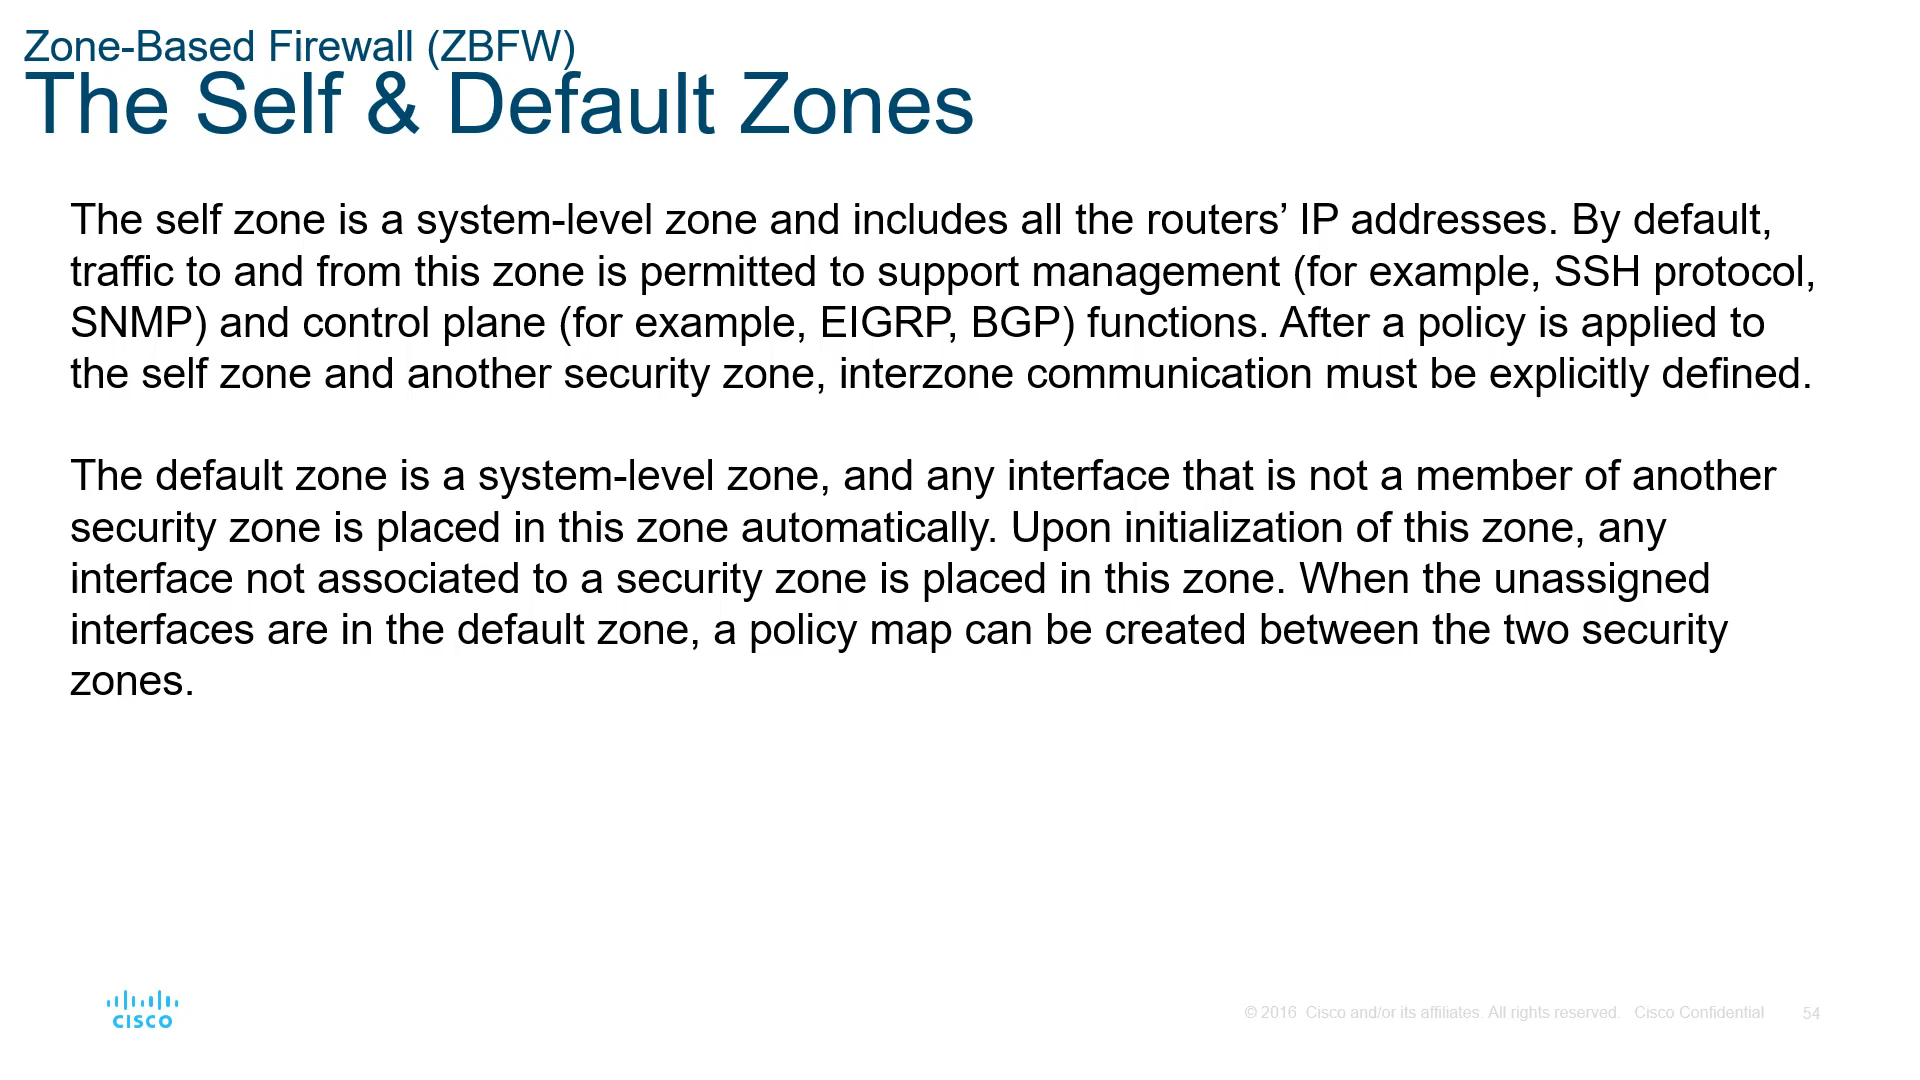 Zone-Based Firewall (ZBFW)
The Self & Default Zones
The self zone is a system-level zone and includes all the routers’ IP addresses. By default,
traffic to and from this zone is permitted to support management (for example, SSH protocol,
SNMP) and control plane (for example, EIGRP, BGP) functions. After a policy is applied to
the self zone and another security zone, interzone communication must be explicitly defined.
The default zone is a system-level zone, and any interface that is not a member of another
security zone is placed in this zone automatically. Upon initialization of this zone, any
interface not associated to a security zone is placed in this zone. When the unassigned
interfaces are in the default zone, a policy map can be created between the two security
zones.
CISCO
© 2016 Cisco and/or its affiliates. All rights reserved. Cisco Confidential 54